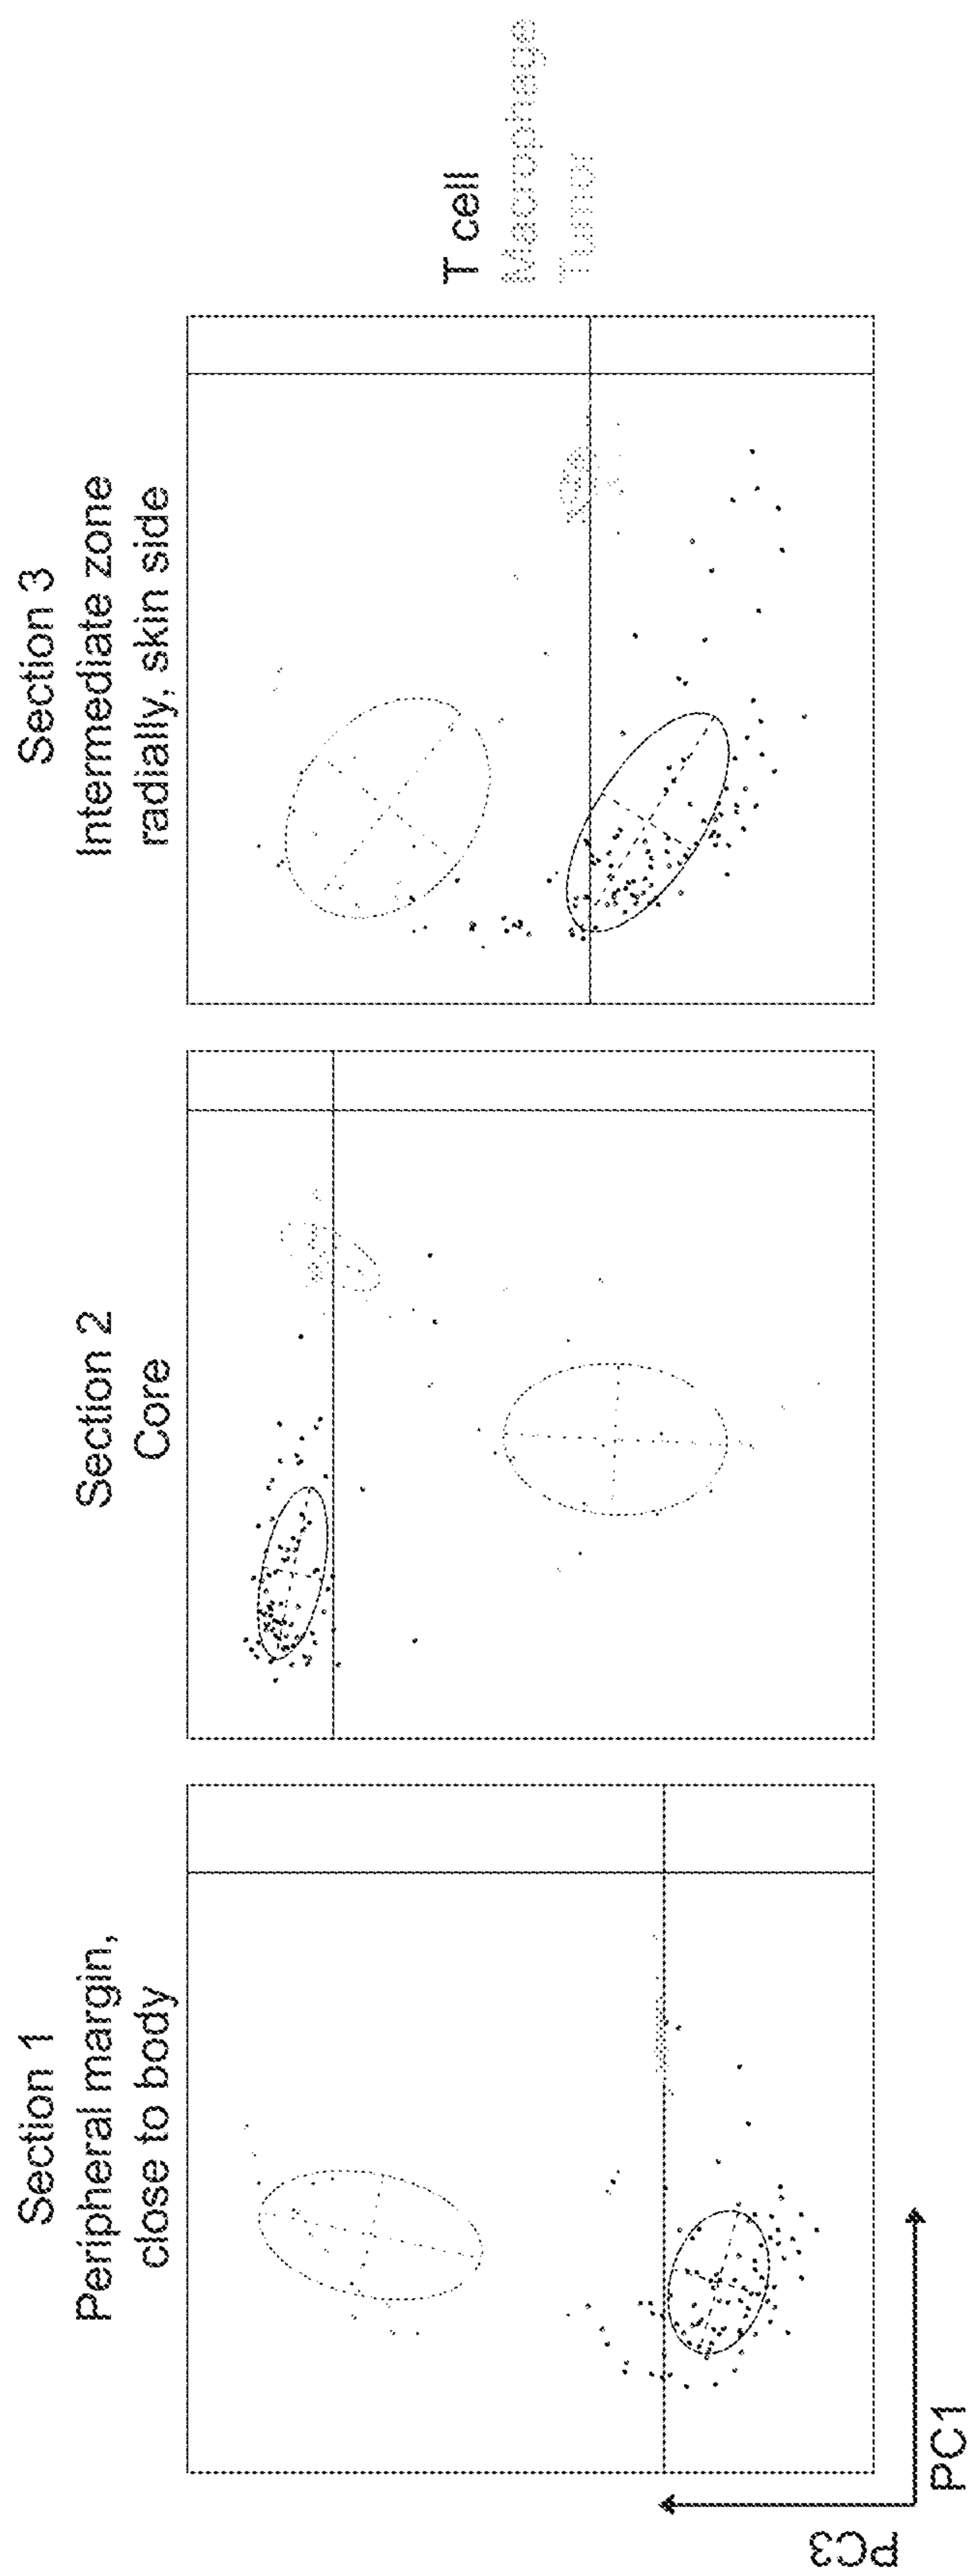 Section 1
Peripheral margin,
close to body
Section 2
Core
Section 3
Intermediate zone
radially, skin side
T cell
Macrophage
Tumor
PC3
PC1